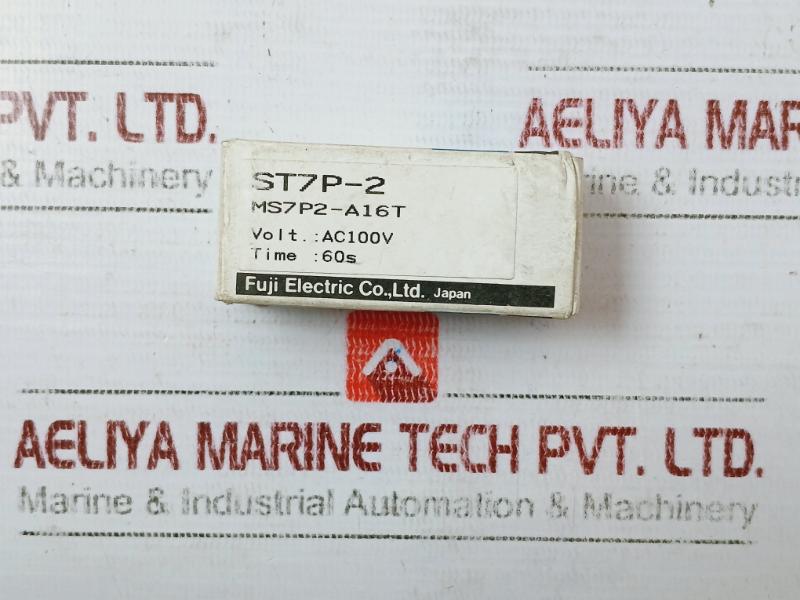 PVT. LTD.
& Machinery
AELIYA MAR
ine & Indust
ST7P-2
MS7P2-A16T
Volt.:AC100V
Time :60s
Fuji Electric Co.,Ltd. Japan
AELIYA MARINE TECH PVT. LTD.
Marine & Industrial Automation & Machinery